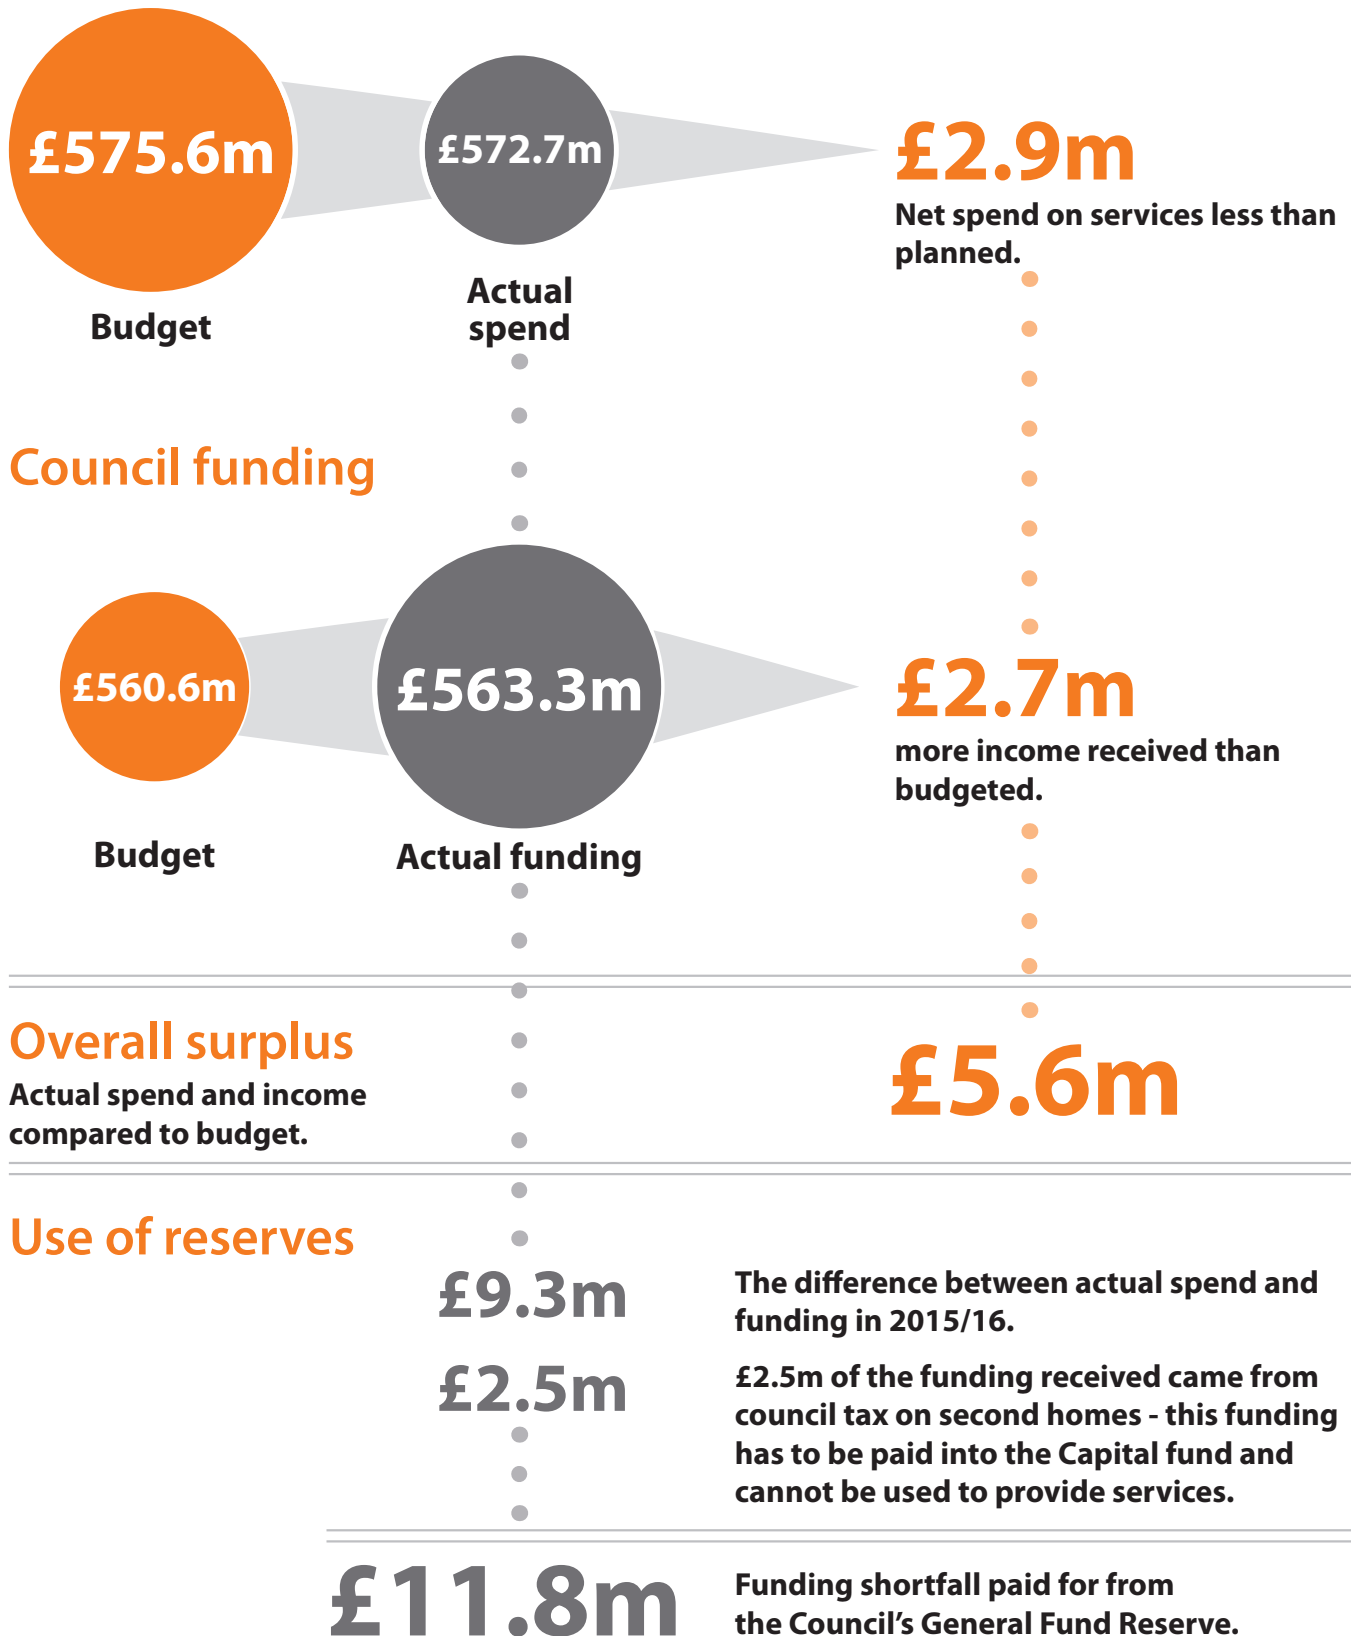 £575.6m
£572.7m
£2.9m
Net spend on services less than
planned.
Budget
Actual
spend
Council funding
£560.6m
£563.3m
£2.7m
more income received than
budgeted.
Budget
Actual funding
Overall surplus
Actual spend and income
compared to budget.
£5.6m
Use of reserves
£9.3m
The difference between actual spend and
funding in 2015/16.
£2.5m
£2.5m of the funding received came from
council tax on second homes - this funding
has to be paid into the Capital fund and
cannot be used to provide services.
£11.8m
Funding shortfall paid for from
the Council's General Fund Reserve.